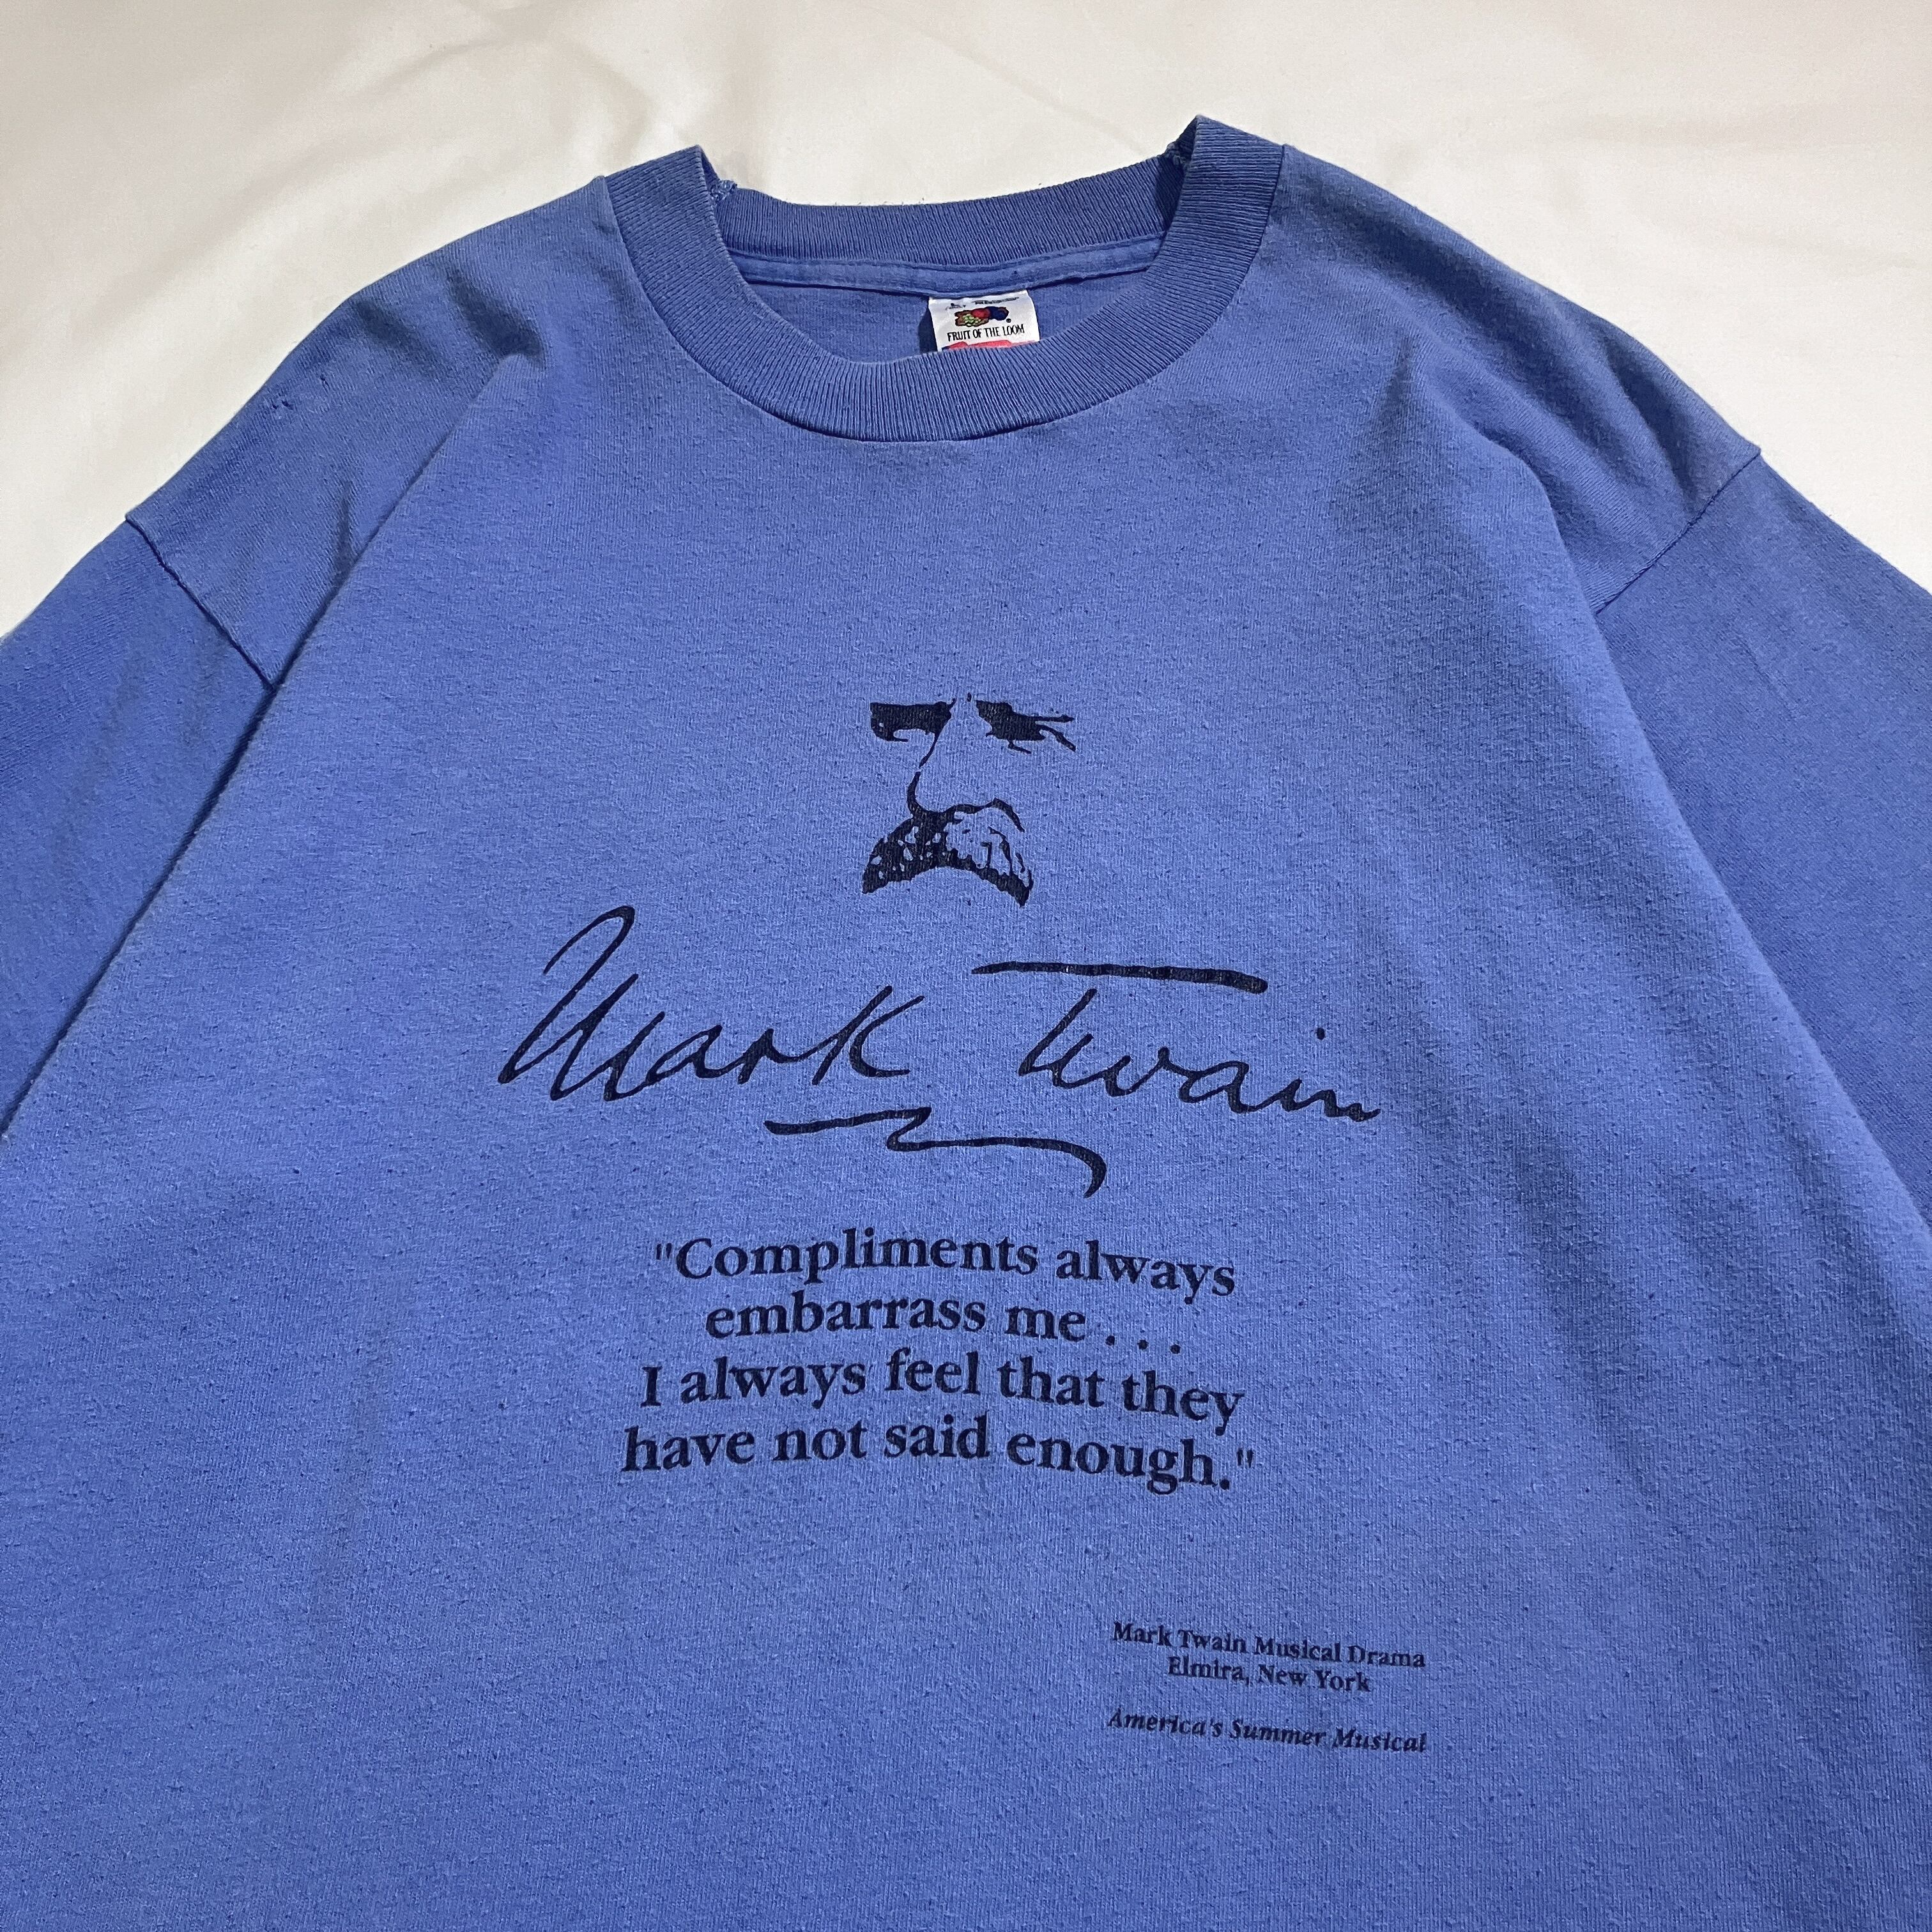 FRUIT OF THE LOOM
Mark Twain
"Compliments always
embarrass me . . .
I always feel that they
have not said enough."
Mark Twain Musical Drama
Elmira, New York
America's Summer Musical